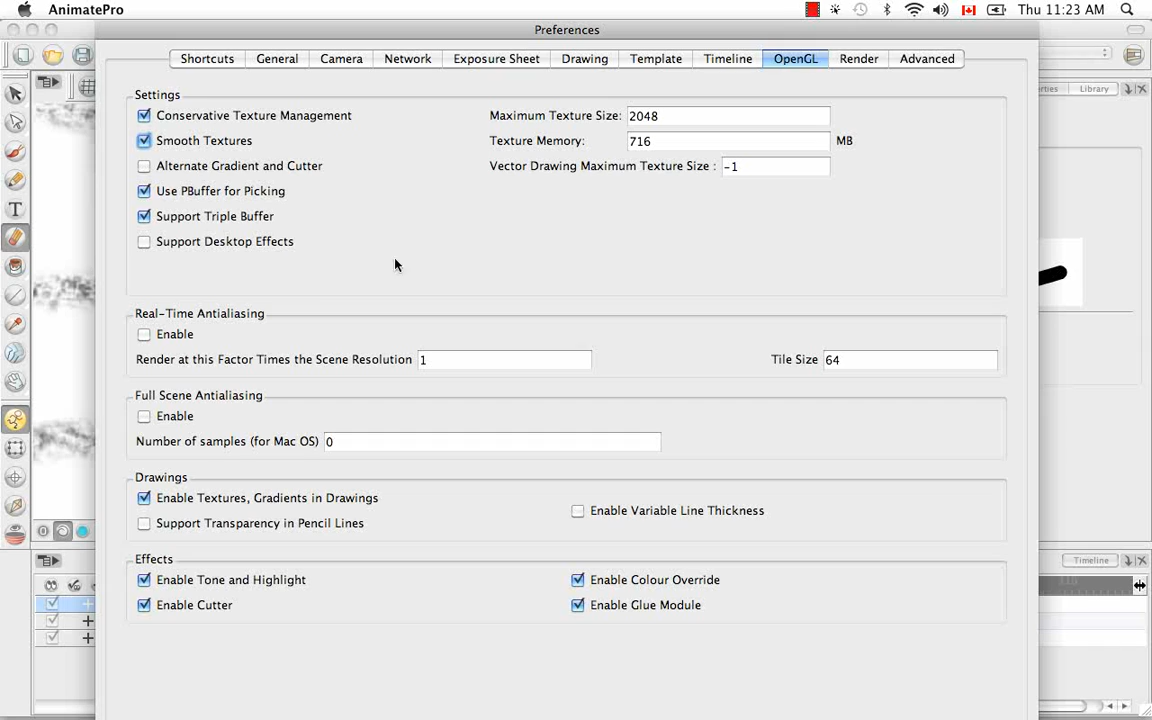 AnimatePro Thu 11:23 AM
Preferences
Shortcuts General Camera Network Exposure Sheet Drawing Template Timeline OpenGL Render Advanced
Library
Settings
Conservative Texture Management Maximum Texture Size: 2048
Smooth Textures Texture Memory: 716 MB
Alternate Gradient and Cutter Vector Drawing Maximum Texture Size : -1
Use PBuffer for Picking
Support Triple Buffer
Support Desktop Effects
Real-Time Antialiasing
Enable
Render at this Factor Times the Scene Resolution 1 Tile Size 64
Full Scene Antialiasing
Enable
Number of samples (for Mac OS) 0
Drawings
Enable Textures, Gradients in Drawings
Enable Variable Line Thickness
Support Transparency in Pencil Lines
Effects
Timeline
Enable Tone and Highlight Enable Colour Override
Enable Cutter Enable Glue Module